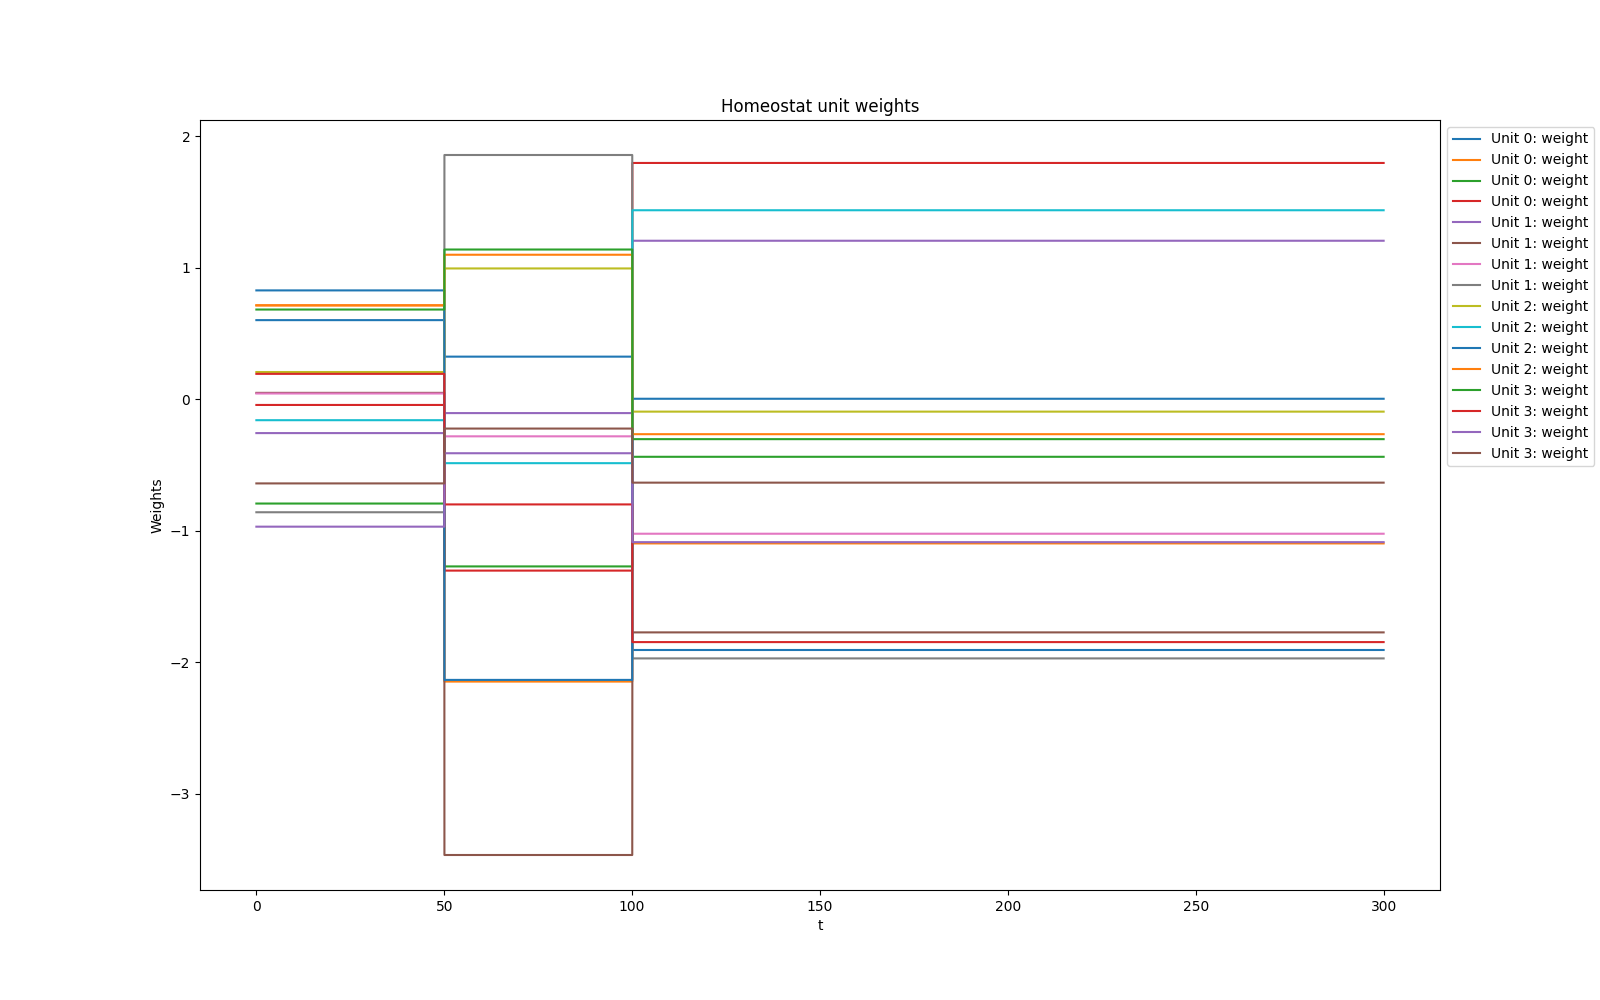 Homeostat unit weights
2
1
0
−1
−2
−3
Weights
0
50
100
150
200
250
300
t
Unit 0: weight
Unit 0: weight
Unit 0: weight
Unit 0: weight
Unit 1: weight
Unit 1: weight
Unit 1: weight
Unit 1: weight
Unit 2: weight
Unit 2: weight
Unit 2: weight
Unit 2: weight
Unit 3: weight
Unit 3: weight
Unit 3: weight
Unit 3: weight